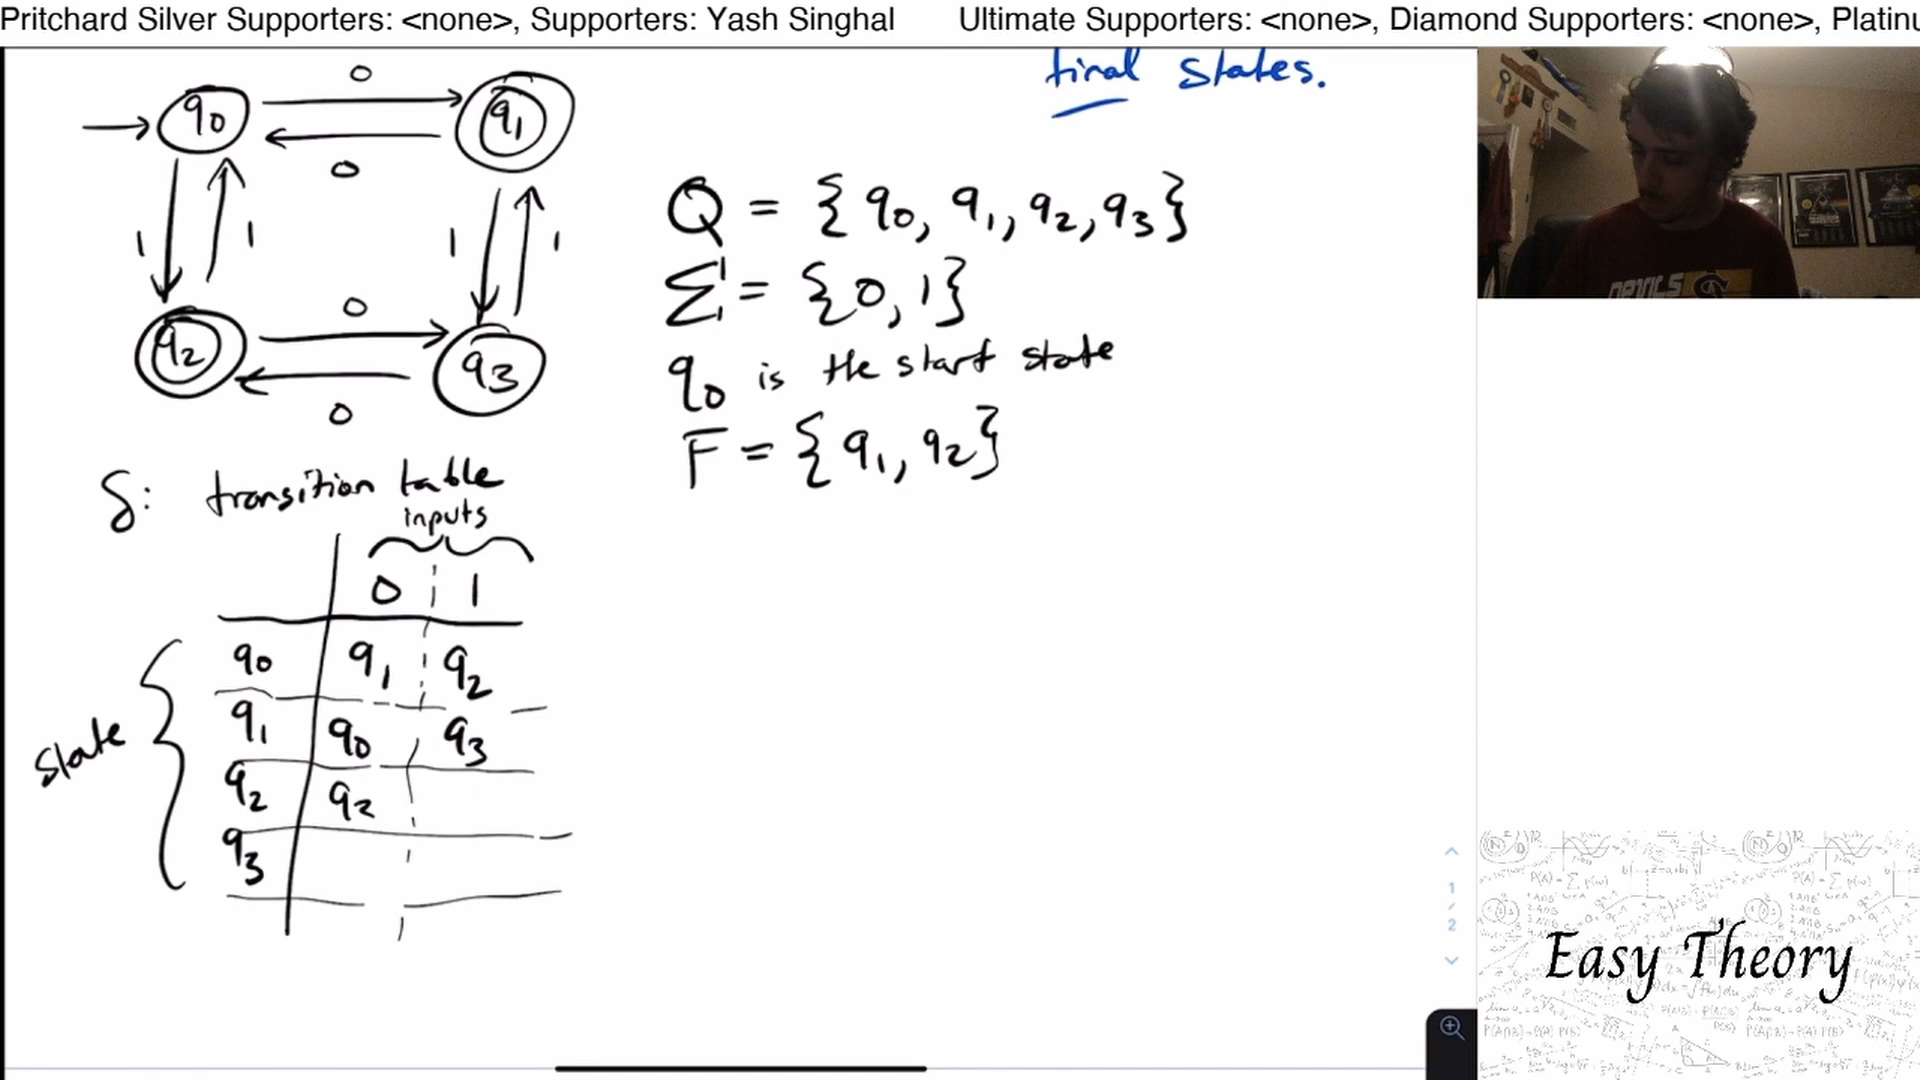 Pritchard Silver Supporters: <none>, Supporters: Yash Singhal Ultimate Supporters: <none>, Diamond Supporters: <none>, Platinu
final states.
q0 0 q1
0
1 1 1 1
0
q2 q3
0
Q = { q0, q1, q2, q3 }
Σ = { 0, 1 }
q0 is the start state
F = { q1, q2 }
δ: transition table
inputs
0 1
q0 q1 q2
q1 q0 q3
state
q2 q2
q3
1
2
Easy Theory